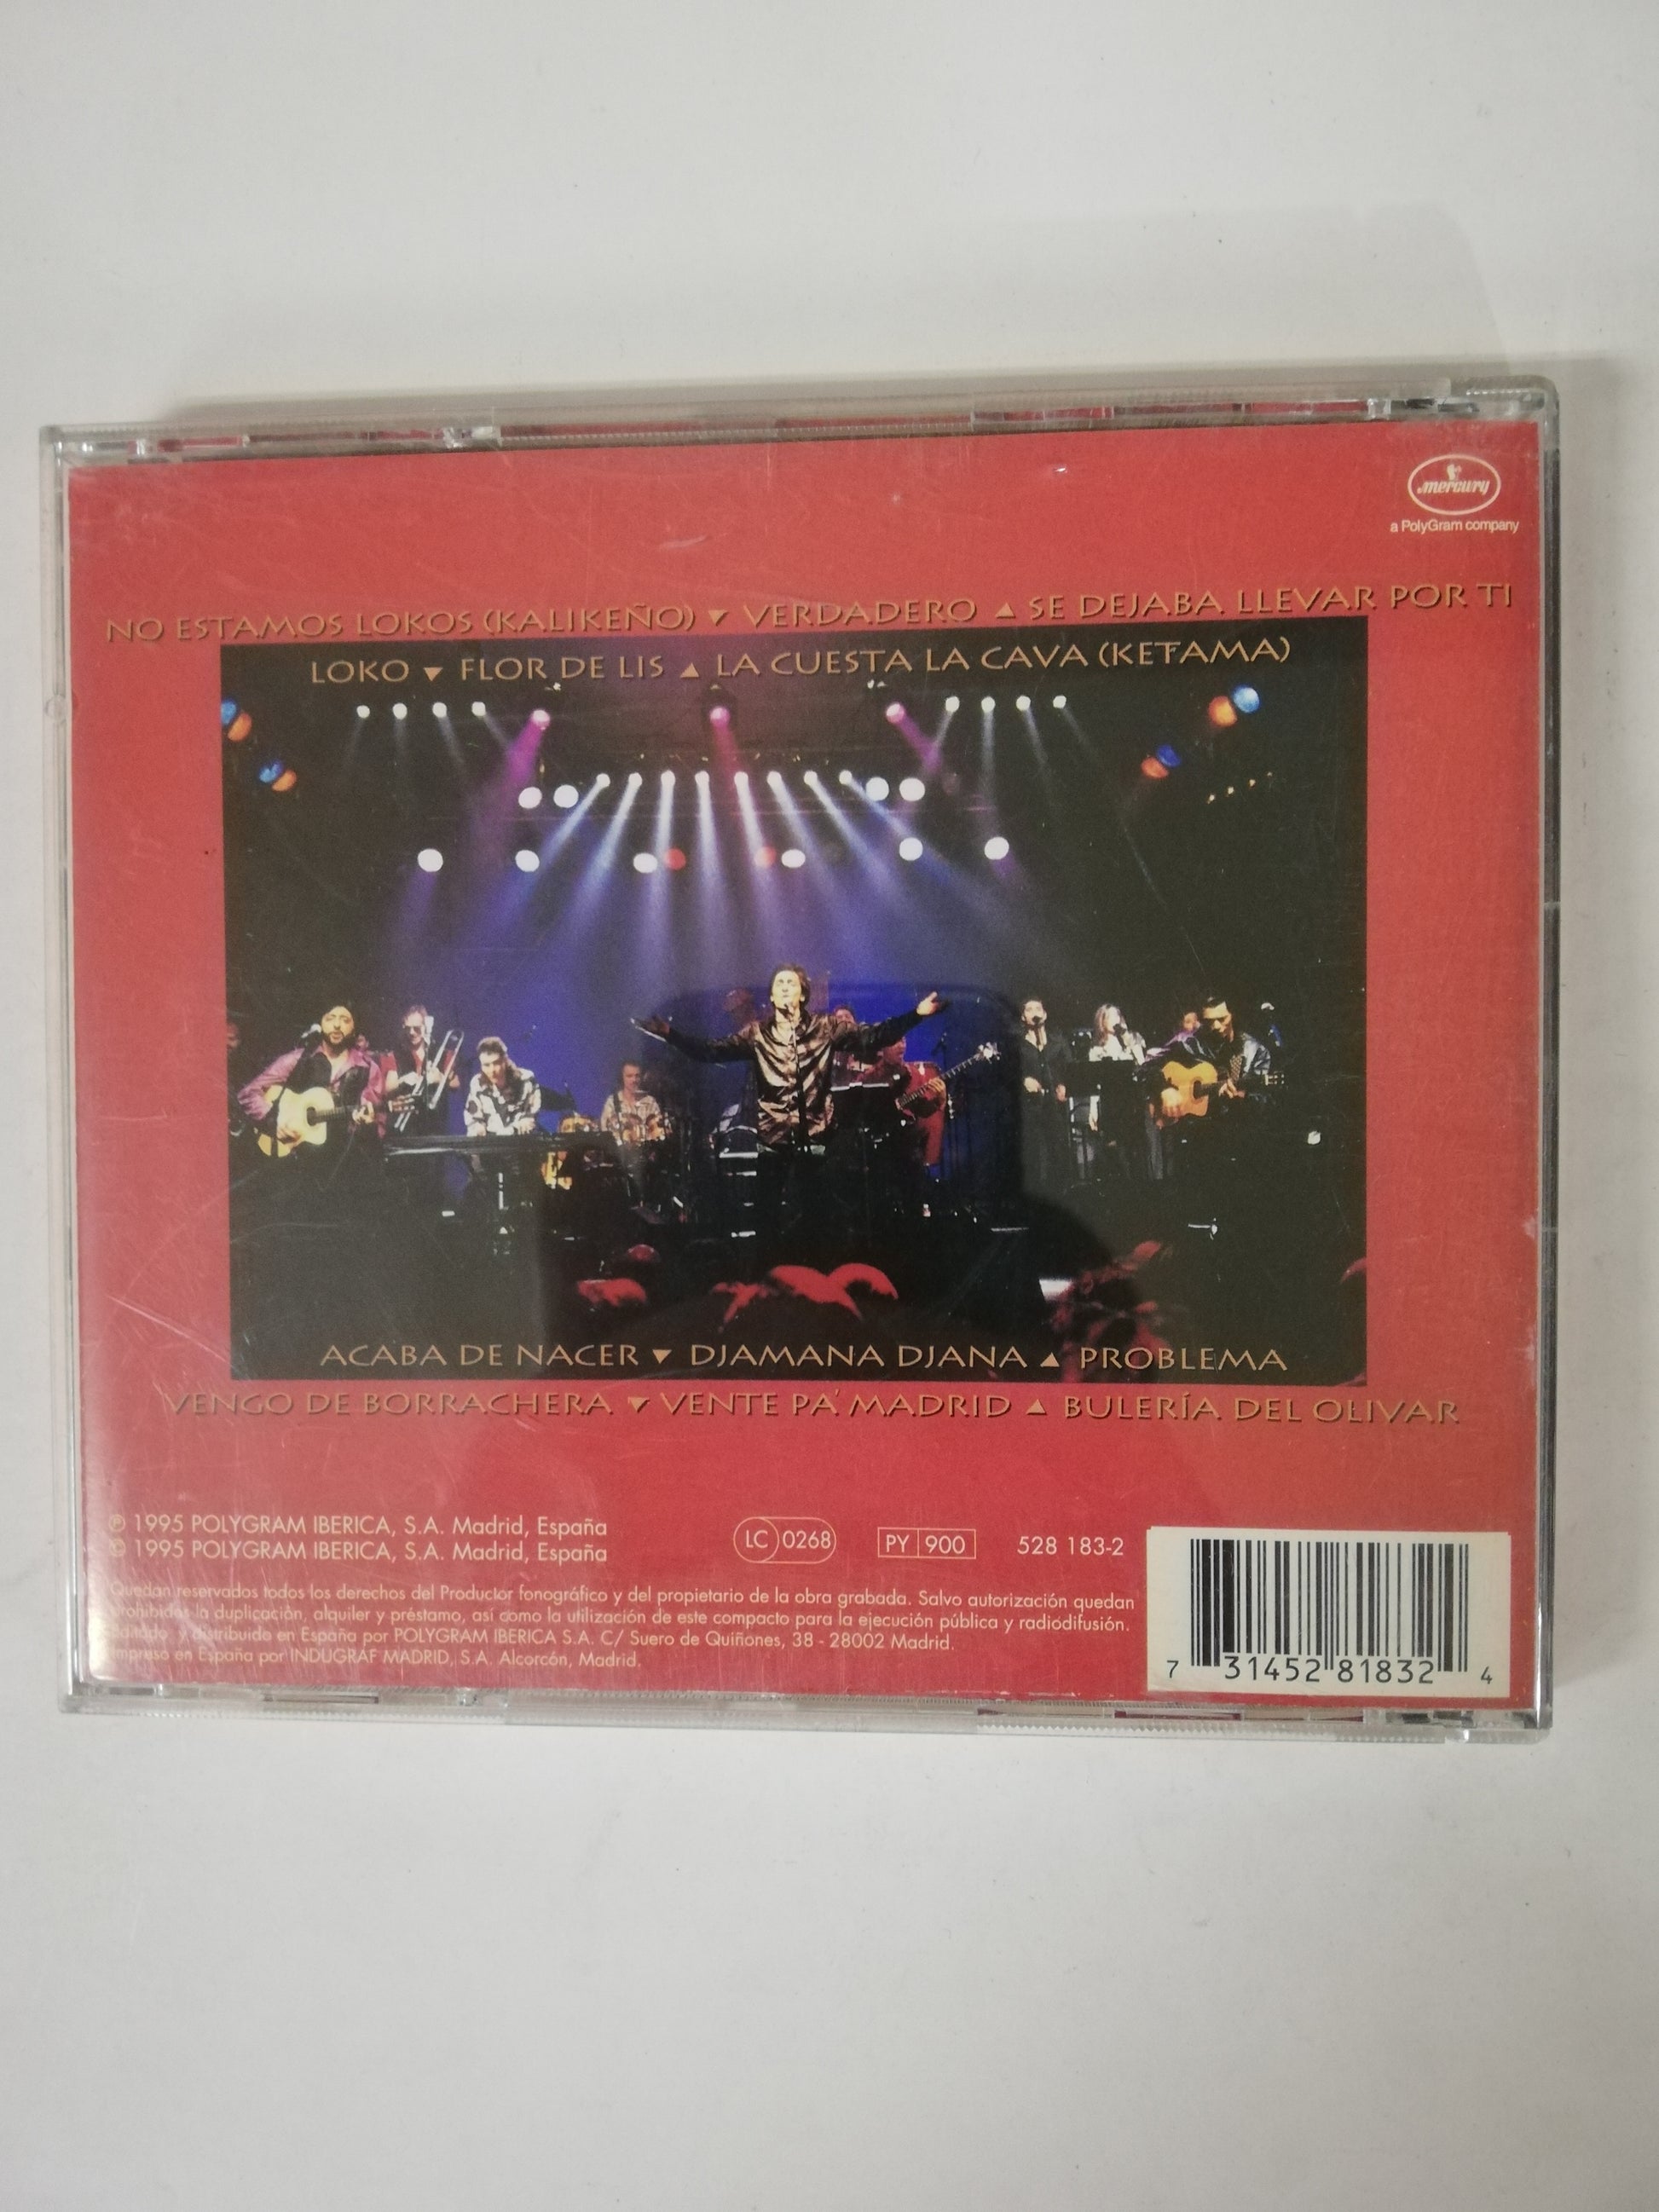 mercury
a PolyGram company
NO ESTAMOS LOKOS (KALIKEÑO) ▼ VERDADERO ▲ SE DEJABA LLEVAR POR TI
LOKO ▼ FLOR DE LIS ▲ LA CUESTA LA CAVA (KETAMA)
ACABA DE NACER ▼ DJAMANA DJANA ▲ PROBLEMA
VENGO DE BORRACHERA ▼ VENTE PA' MADRID ▲ BULERÍA DEL OLIVAR
℗ 1995 POLYGRAM IBERICA, S.A. Madrid, España
© 1995 POLYGRAM IBERICA, S.A. Madrid, España
LC 0268 PY 900 528 183-2
Quedan reservados todos los derechos del Productor fonográfico y del propietario de la obra grabada. Salvo autorización quedan
prohibidas la duplicación, alquiler y préstamo, así como la utilización de este compacto para la ejecución pública y radiodifusión.
Editado y distribuido en España por POLYGRAM IBERICA S.A. C/ Suero de Quiñones, 38 - 28002 Madrid.
Impreso en España por INDUGRAF MADRID, S.A. Alcorcón, Madrid.
7 31452 81832 4